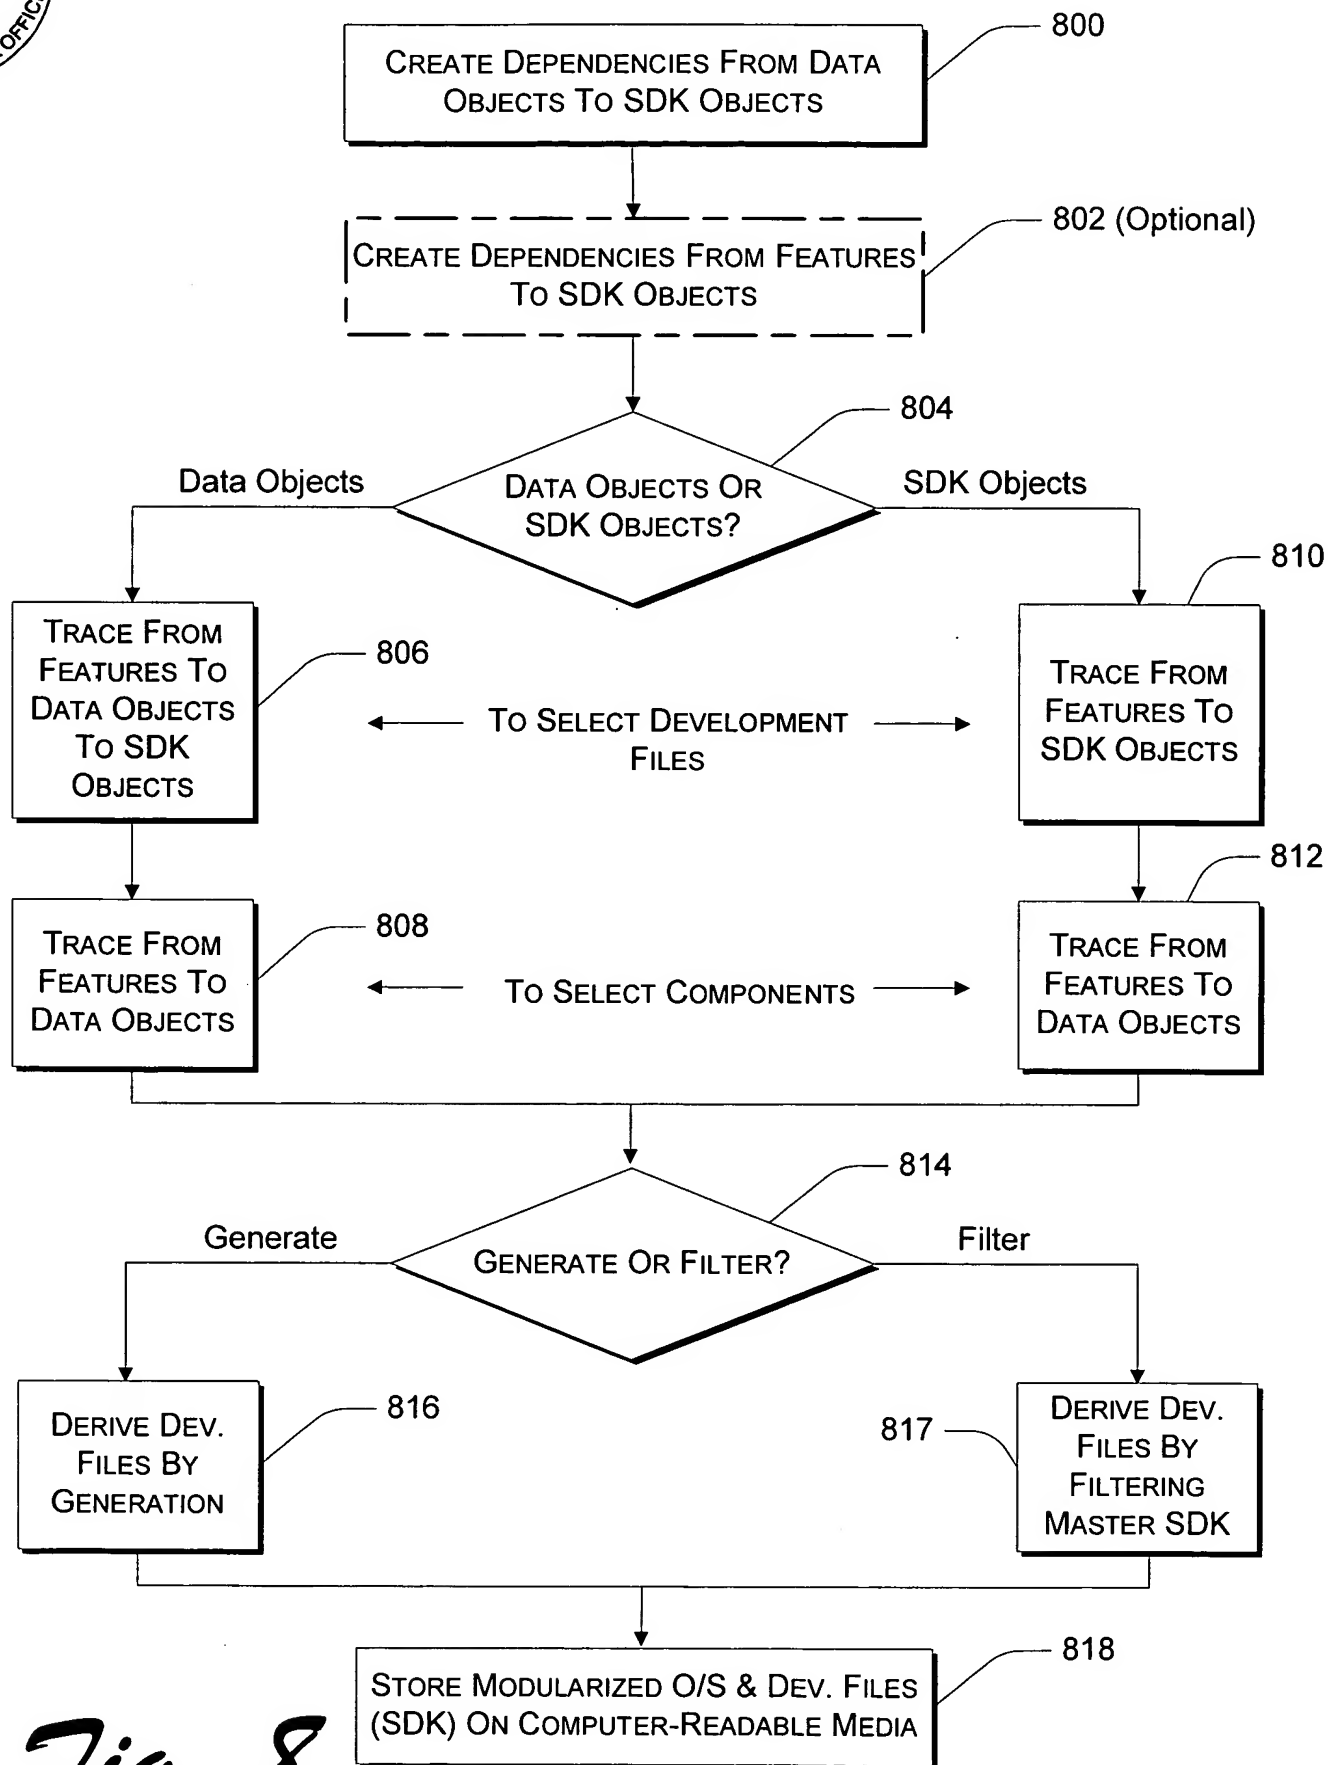 OFFIC
800
CREATE DEPENDENCIES FROM DATA
OBJECTS TO SDK OBJECTS
802 (Optional)
CREATE DEPENDENCIES FROM FEATURES
TO SDK OBJECTS
804
Data Objects
DATA OBJECTS OR
SDK OBJECTS?
SDK Objects
810
TRACE FROM
FEATURES TO
DATA OBJECTS
TO SDK
OBJECTS
806
TO SELECT DEVELOPMENT
FILES
TRACE FROM
FEATURES TO
SDK OBJECTS
812
TRACE FROM
FEATURES TO
DATA OBJECTS
808
TO SELECT COMPONENTS
TRACE FROM
FEATURES TO
DATA OBJECTS
814
Generate
GENERATE OR FILTER?
Filter
DERIVE DEV.
FILES BY
GENERATION
816
817
DERIVE DEV.
FILES BY
FILTERING
MASTER SDK
818
STORE MODULARIZED O/S & DEV. FILES
(SDK) ON COMPUTER-READABLE MEDIA
Fig. 8